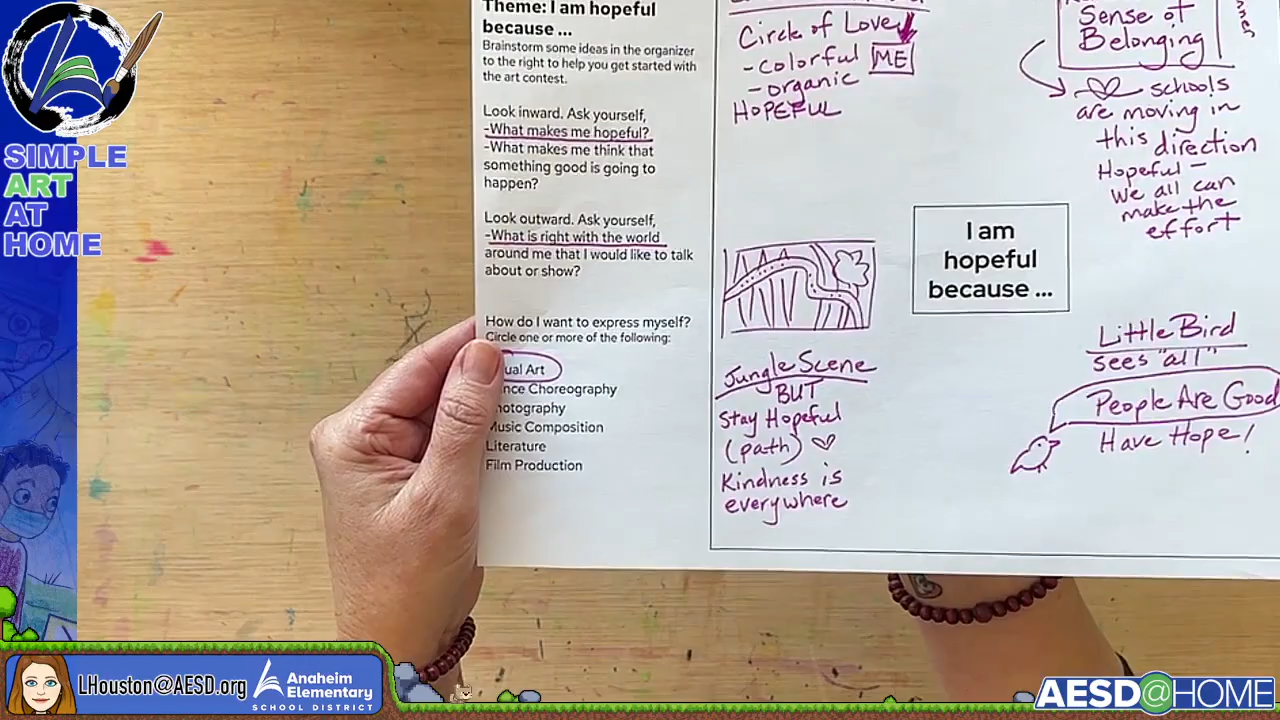 Theme: I am hopeful
because ...
Brainstorm some ideas in the organizer
to the right to help you get started with
the art contest.
Look inward. Ask yourself,
-What makes me hopeful?
-What makes me think that
something good is going to
happen?
Look outward. Ask yourself,
-What is right with the world
around me that I would like to talk
about or show?
How do I want to express myself?
Circle one or more of the following:
Art
Choreography
Music Composition
Literature
Film Production
Circle of Love
-colorful
ME
-organic
HOPEFUL
Sense of
Belonging
schools
are moving in
this direction
Hopeful -
we all can
make the
effort
I am
hopeful
because ...
Jungle Scene
BUT
Stay Hopeful
(path)
Kindness is
everywhere
Little Bird
sees "all"
People Are Good
Have Hope!
SIMPLE
ART
AT
HOME
LHouston@AESD.org
Anaheim
Elementary
SCHOOL DISTRICT
AESD@HOME